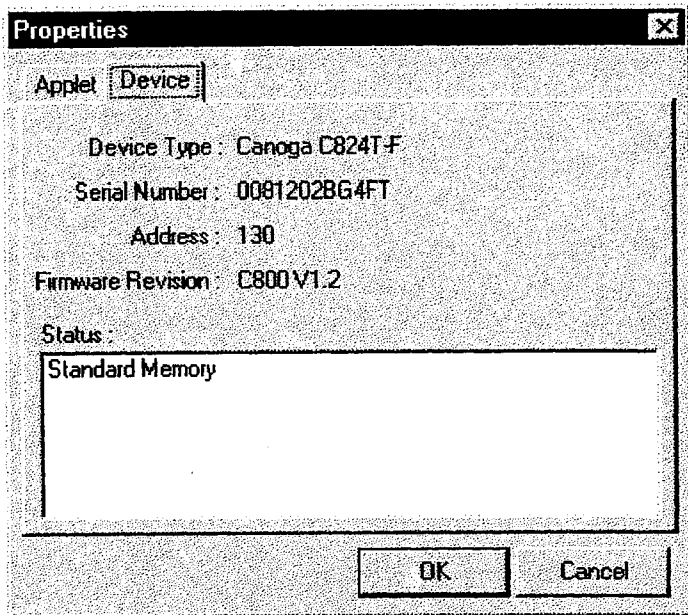 Properties
Applet Device
Device Type : Canoga C824T-F
Serial Number : 0081202BG4FT
Address : 130
Firmware Revision : C800 V1.2
Status :
Standard Memory
OK Cancel